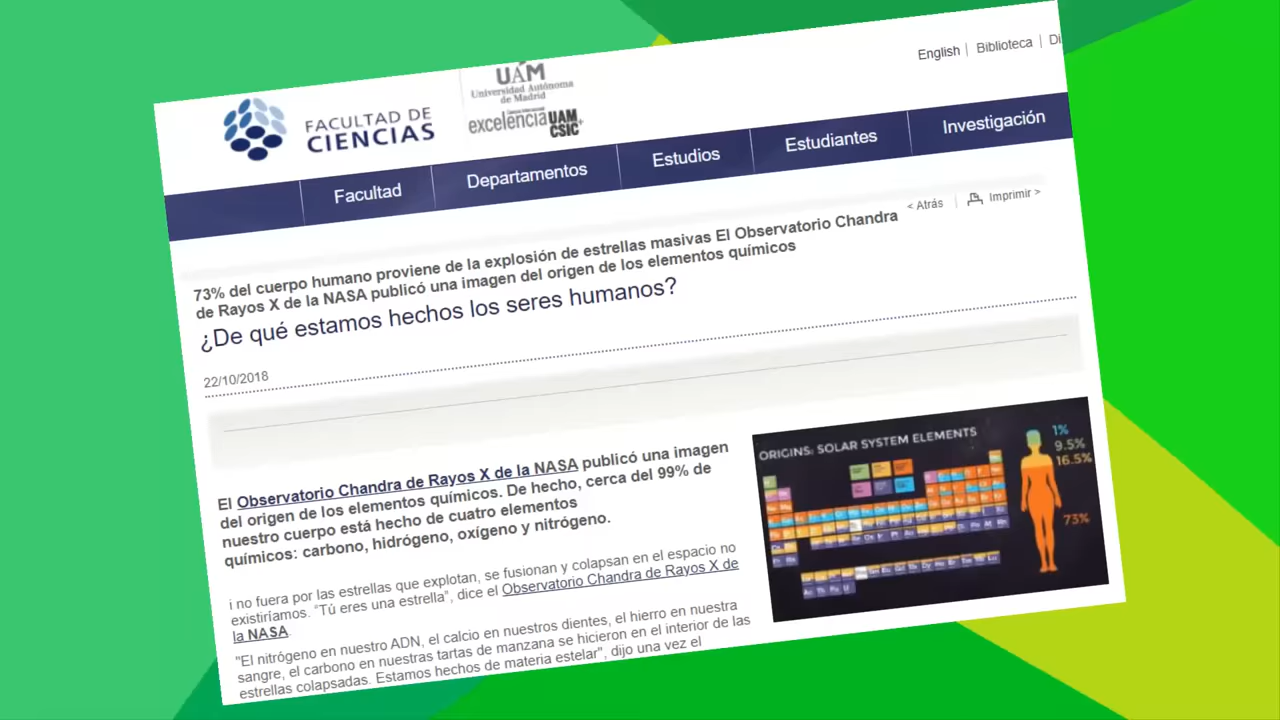 English | Biblioteca | Di
FACULTAD DE
CIENCIAS
UAM
Universidad Autónoma
de Madrid
excelencia UAM
CSIC+
Facultad
Departamentos
Estudios
Estudiantes
Investigación
< Atrás
Imprimir >
73% del cuerpo humano proviene de la explosión de estrellas masivas El Observatorio Chandra
de Rayos X de la NASA publicó una imagen del origen de los elementos químicos
¿De qué estamos hechos los seres humanos?
22/10/2018
El Observatorio Chandra de Rayos X de la NASA publicó una imagen
del origen de los elementos químicos. De hecho, cerca del 99% de
nuestro cuerpo está hecho de cuatro elementos
químicos: carbono, hidrógeno, oxígeno y nitrógeno.
i no fuera por las estrellas que explotan, se fusionan y colapsan en el espacio no
existiríamos. “Tú eres una estrella”, dice el Observatorio Chandra de Rayos X de
la NASA.
"El nitrógeno en nuestro ADN, el calcio en nuestros dientes, el hierro en nuestra
sangre, el carbono en nuestras tartas de manzana se hicieron en el interior de las
estrellas colapsadas. Estamos hechos de materia estelar", dijo una vez el
ORIGINS: SOLAR SYSTEM ELEMENTS
1%
9.5%
16.5%
73%